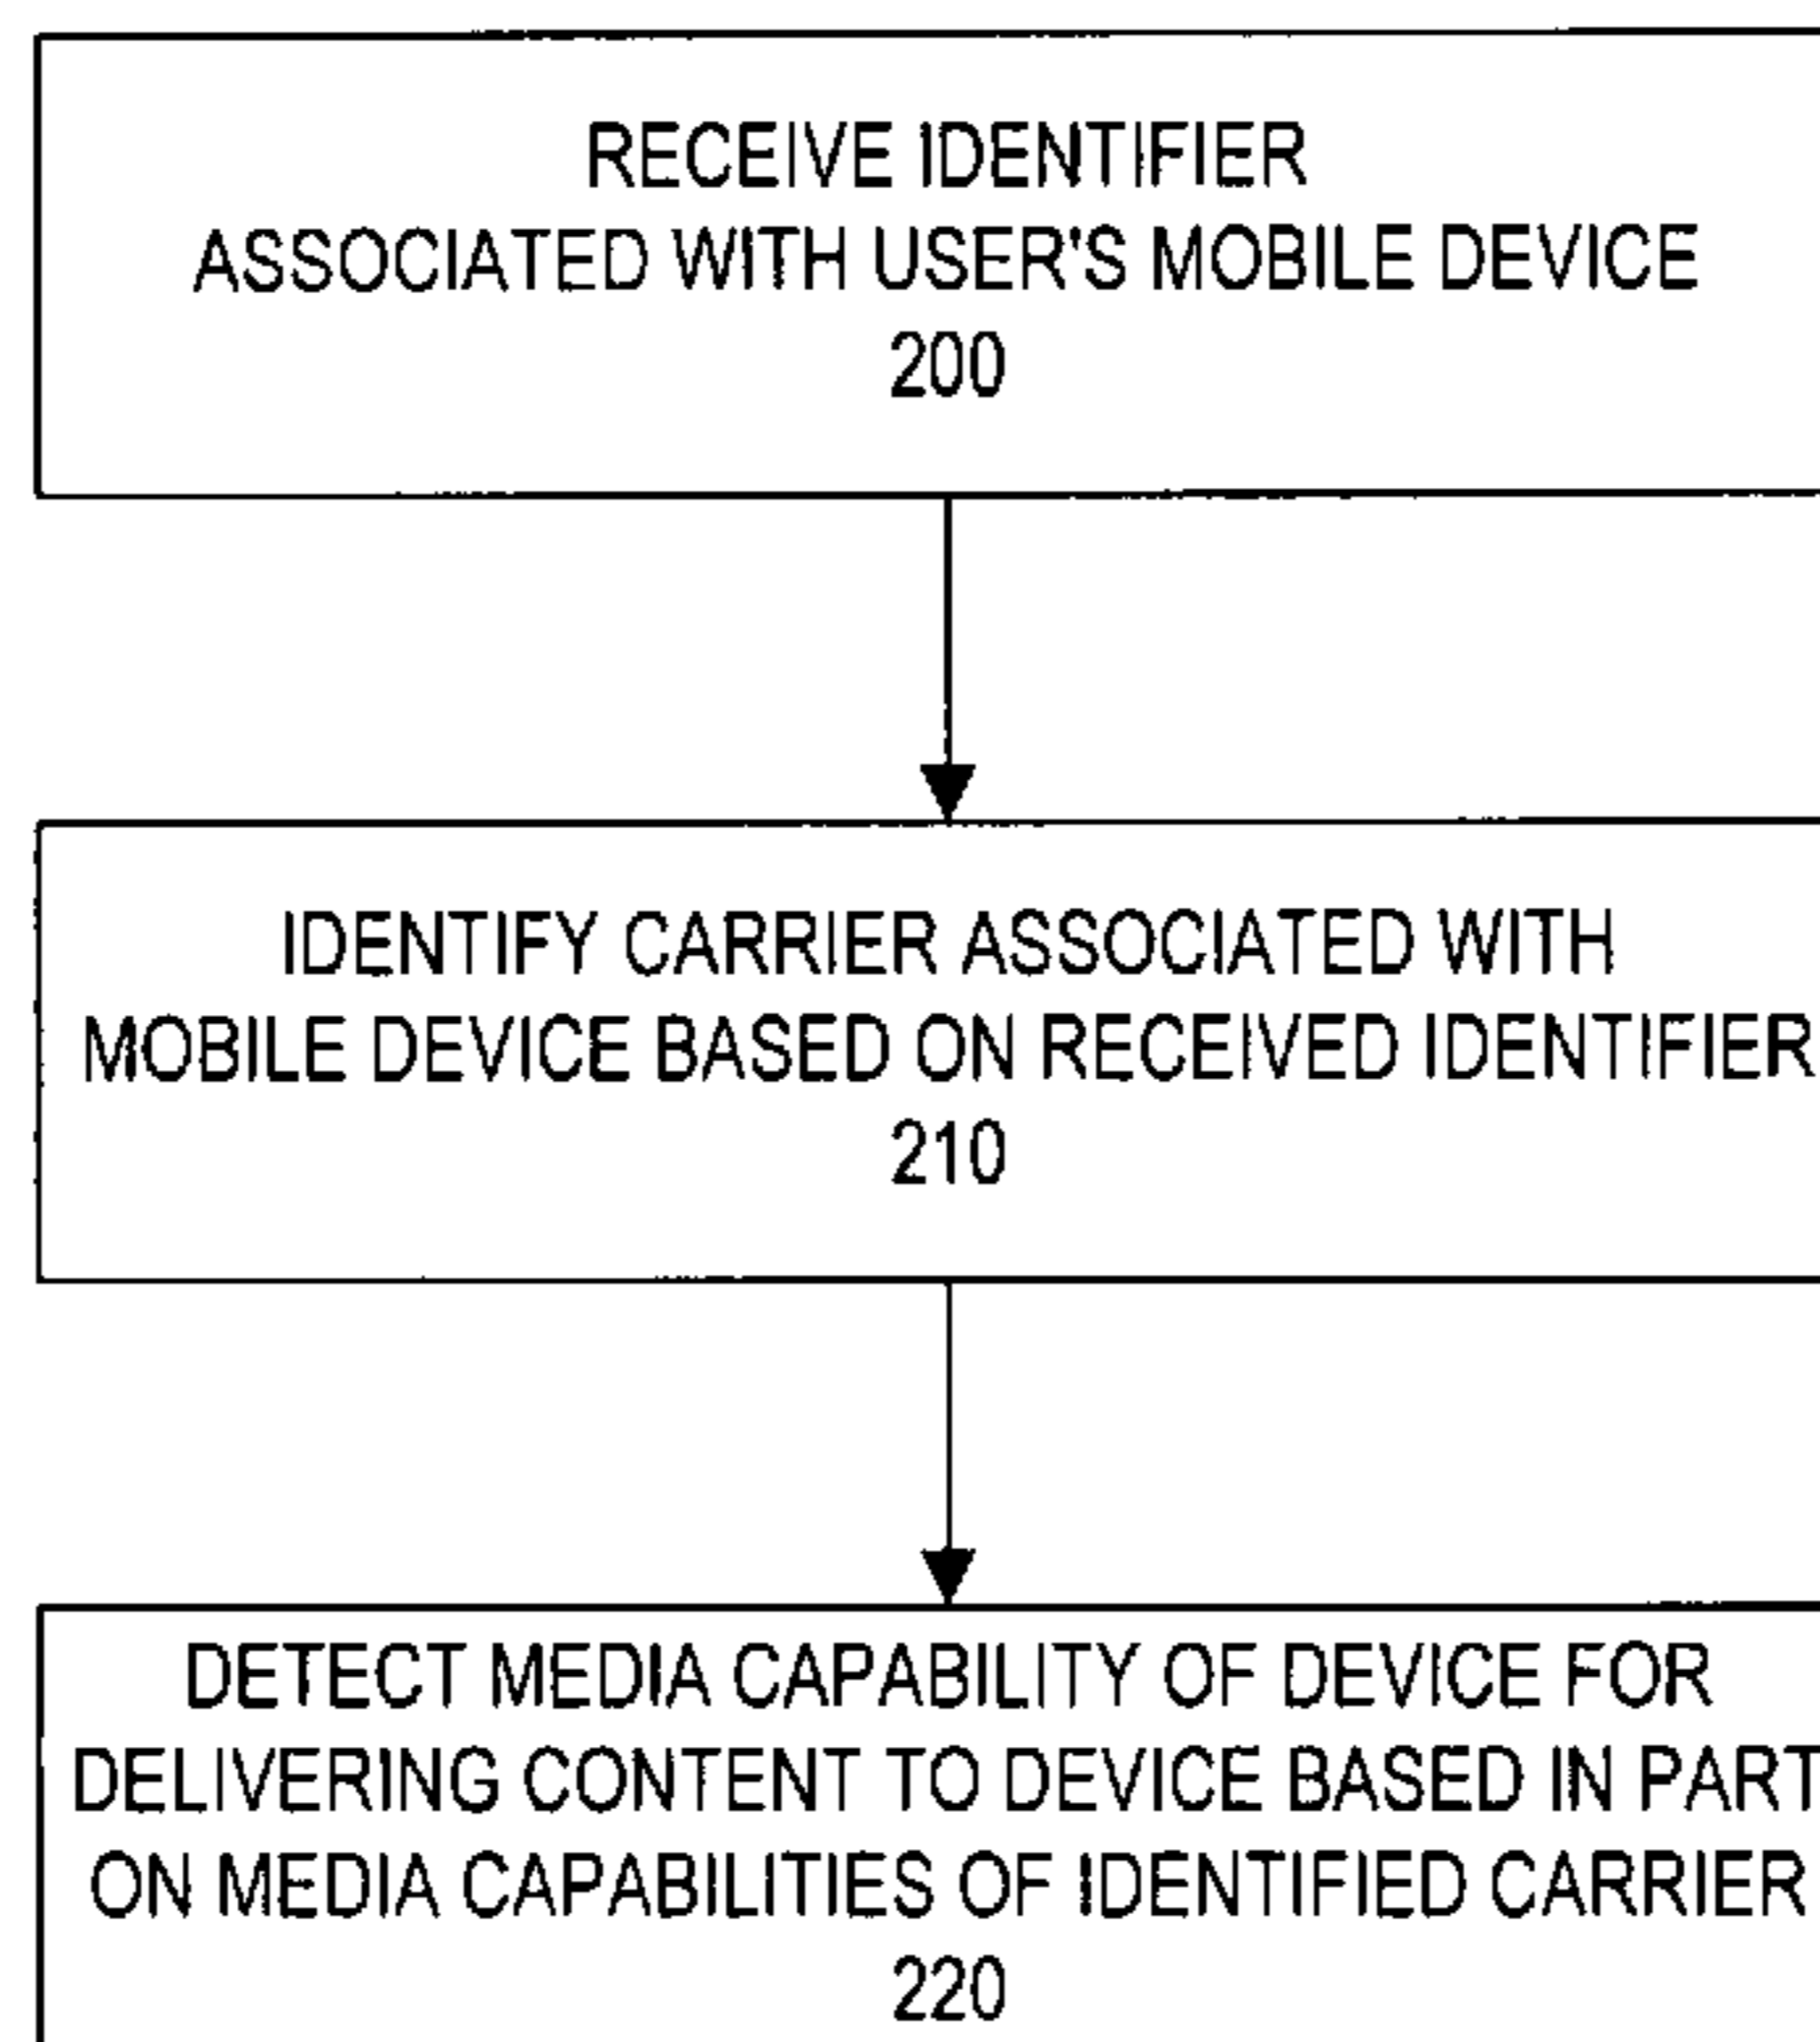 RECEIVE IDENTIFIER
ASSOCIATED WITH USER'S MOBILE DEVICE
200
IDENTIFY CARRIER ASSOCIATED WITH
MOBILE DEVICE BASED ON RECEIVED IDENTIFIER
210
DETECT MEDIA CAPABILITY OF DEVICE FOR
DELIVERING CONTENT TO DEVICE BASED IN PART
ON MEDIA CAPABILITIES OF IDENTIFIED CARRIER
220